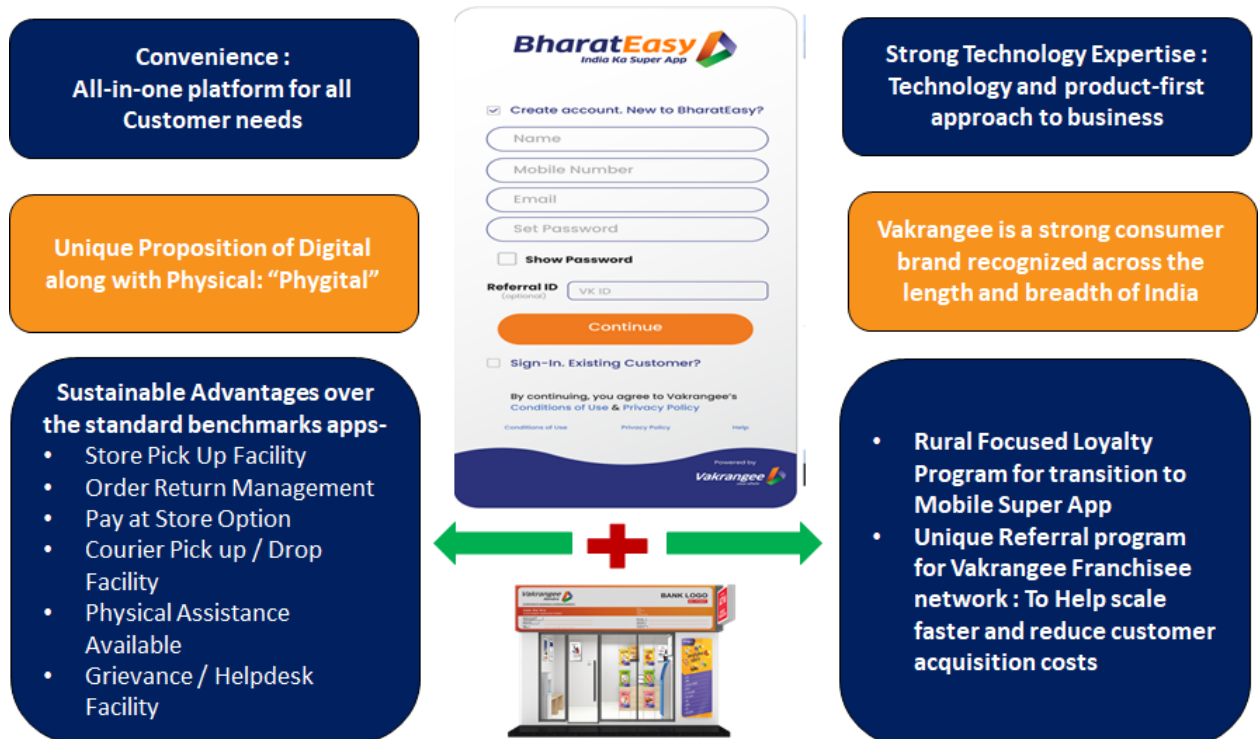 Convenience :
All-in-one platform for all
Customer needs
Unique Proposition of Digital
along with Physical: “Phygital”
Sustainable Advantages over
the standard benchmarks apps-
• Store Pick Up Facility
• Order Return Management
• Pay at Store Option
• Courier Pick up / Drop
Facility
• Physical Assistance
Available
• Grievance / Helpdesk
Facility
BharatEasy
India Ka Super App
Create account. New to BharatEasy?
Name
Mobile Number
Email
Set Password
Show Password
Referral ID
(optional)
VK ID
Continue
Sign-In. Existing Customer?
By continuing, you agree to Vakrangee's
Conditions of Use & Privacy Policy
Conditions of Use Privacy Policy Help
Powered by
Vakrangee
Vakrangee
BANK LOGO
Strong Technology Expertise :
Technology and product-first
approach to business
Vakrangee is a strong consumer
brand recognized across the
length and breadth of India
• Rural Focused Loyalty
Program for transition to
Mobile Super App
• Unique Referral program
for Vakrangee Franchisee
network : To Help scale
faster and reduce customer
acquisition costs